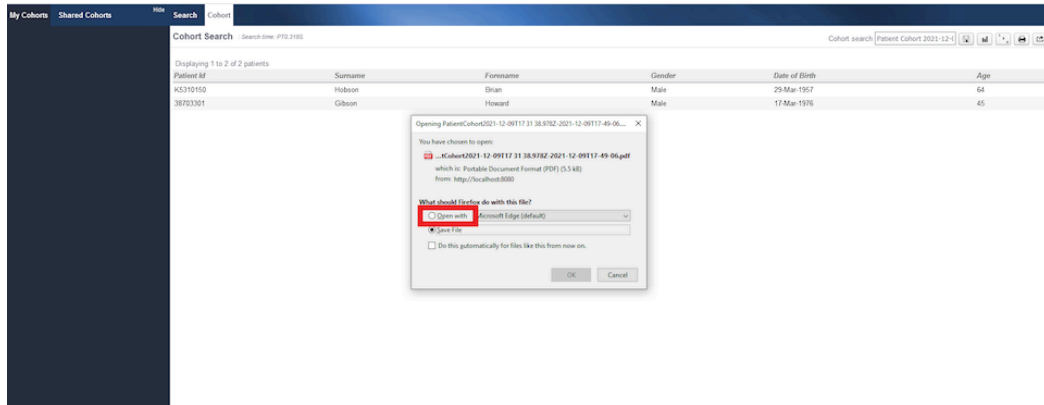 My Cohorts Shared Cohorts Hide Search Cohort
Cohort Search Search time: PT0.318S Cohort search Patient Cohort 2021-12-(
Displaying 1 to 2 of 2 patients
Patient Id Surname Forename Gender Date of Birth Age
K5310150 Hobson Brian Male 29-Mar-1957 64
38703301 Gibson Howard Male 17-Mar-1976 45
Opening PatientCohort2021-12-09T17 31 38.978Z-2021-12-09T17-49-06....
You have chosen to open:
...tCohort2021-12-09T17 31 38.978Z-2021-12-09T17-49-06.pdf
which is: Portable Document Format (PDF) (5.5 kB)
from: http://localhost:8080
What should Firefox do with this file?
Open with Microsoft Edge (default)
Save File
Do this automatically for files like this from now on.
OK Cancel